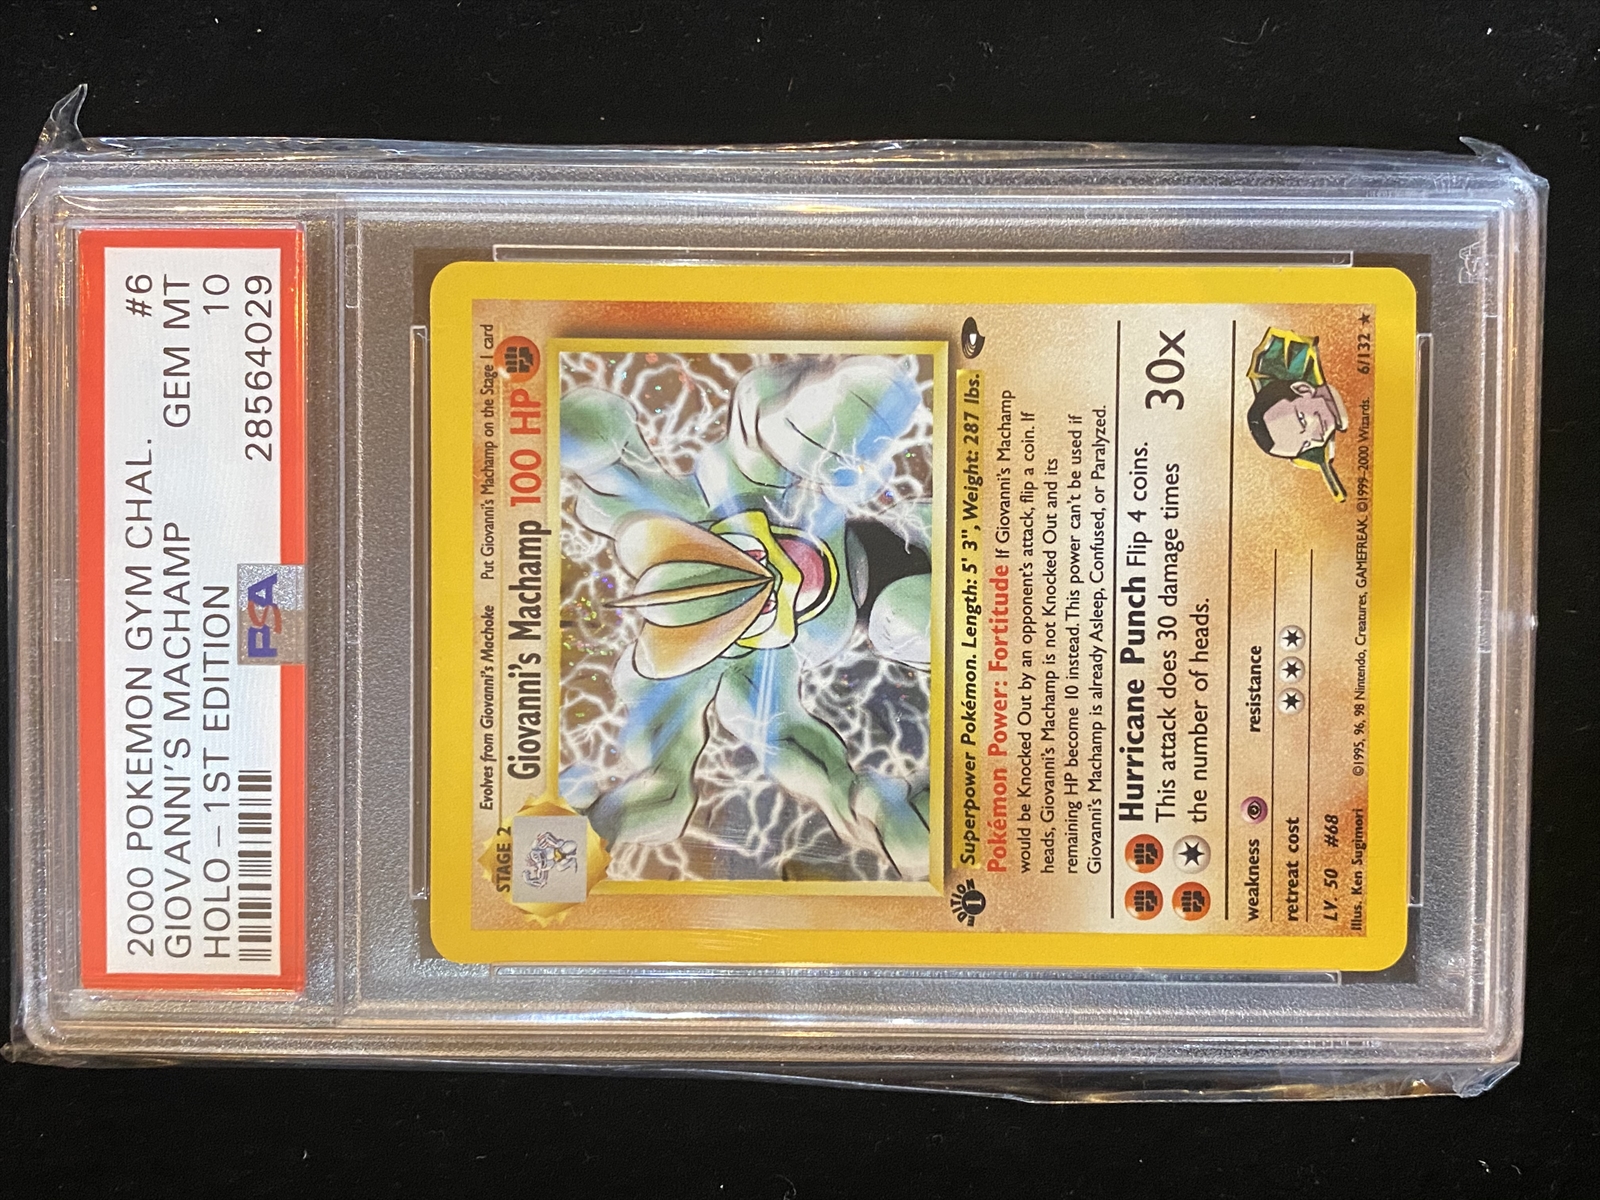 2000 POKEMON GYM CHAL. #6
GIOVANNI'S MACHAMP GEM MT
HOLO – 1ST EDITION 10
PSA 28564029
STAGE 2 Evolves from Giovanni's Machoke Put Giovanni's Machamp on the Stage 1 card
Giovanni's Machamp 100 HP
EDITION 1
Superpower Pokémon. Length: 5' 3", Weight: 287 lbs.
Pokémon Power: Fortitude If Giovanni's Machamp
would be Knocked Out by an opponent's attack, flip a coin. If
heads, Giovanni's Machamp is not Knocked Out and its
remaining HP become 10 instead. This power can't be used if
Giovanni's Machamp is already Asleep, Confused, or Paralyzed.
Hurricane Punch Flip 4 coins.
This attack does 30 damage times
the number of heads.
30x
weakness resistance
retreat cost
LV. 50 #68
Illus. Ken Sugimori ©1995, 96, 98 Nintendo, Creatures, GAMEFREAK. ©1999-2000 Wizards. 6/132 ★
PSA